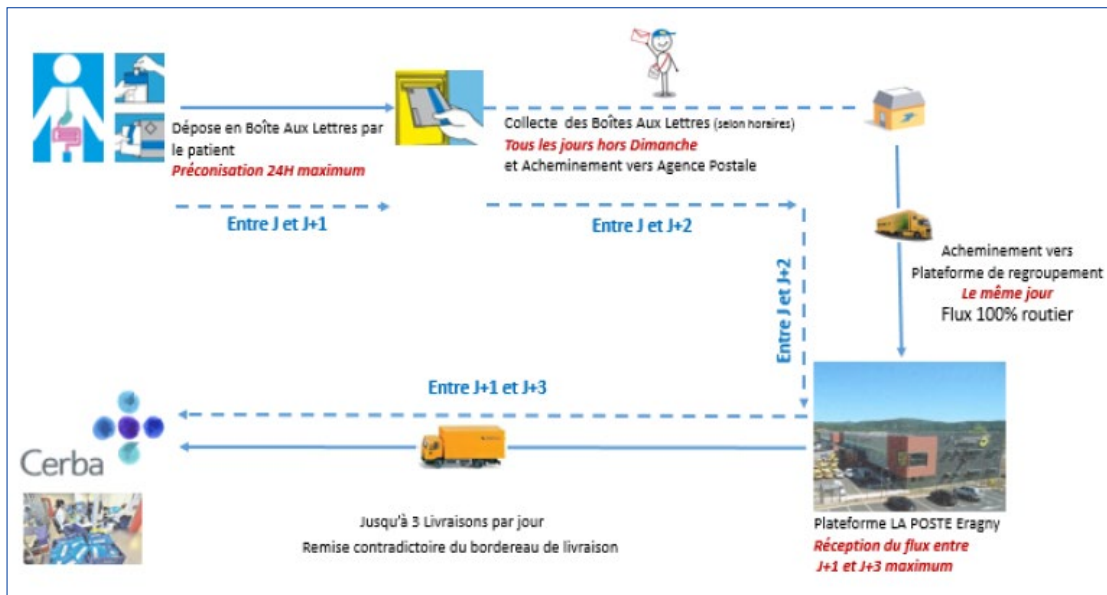 Dépose en Boîte Aux Lettres par
le patient
Préconisation 24H maximum
Collecte des Boîtes Aux Lettres (selon horaires)
Tous les jours hors Dimanche
et Acheminement vers Agence Postale
Entre J et J+1
Entre J et J+2
Entre J et J+2
Acheminement vers
Plateforme de regroupement
Le même jour
Flux 100% routier
Entre J+1 et J+3
Cerba
Jusqu'à 3 Livraisons par jour
Remise contradictoire du bordereau de livraison
Plateforme LA POSTE Eragny
Réception du flux entre
J+1 et J+3 maximum